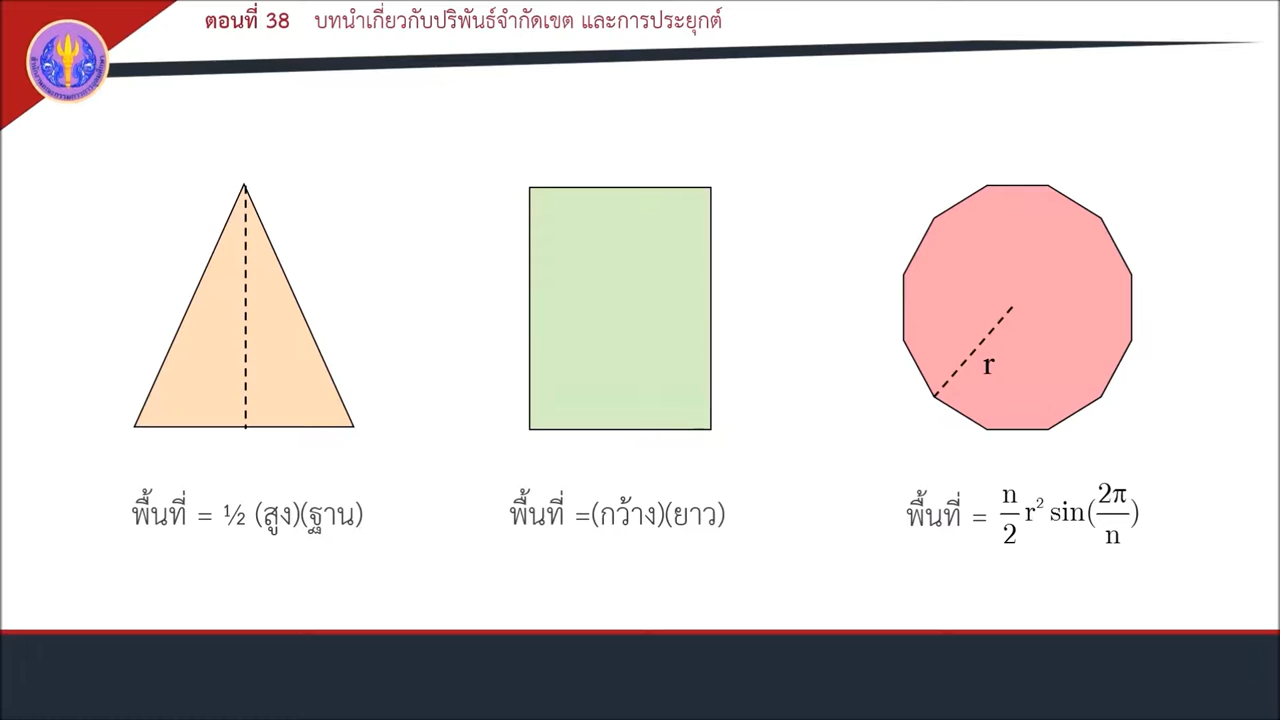 ตอนที่ 38 บทนำเกี่ยวกับปริพันธ์จำกัดเขต และการประยุกต์
r
พื้นที่ = ½ (สูง)(ฐาน)
พื้นที่ =(กว้าง)(ยาว)
พื้นที่ = n/2 r² sin(2π/n)